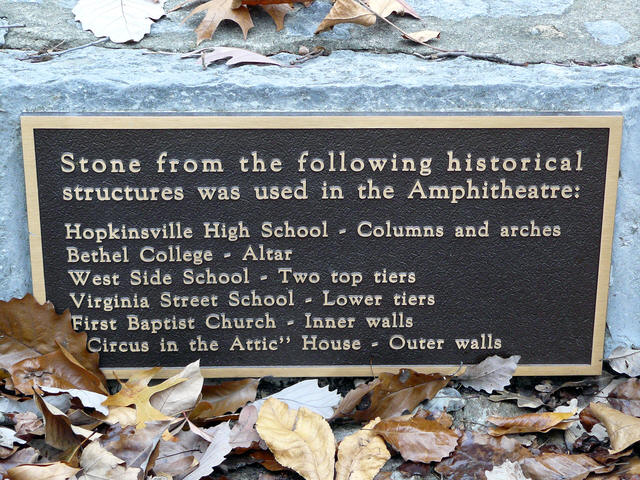 Stone from the following historical
structures was used in the Amphitheatre:
Hopkinsville High School - Columns and arches
Bethel College - Altar
West Side School - Two top tiers
Virginia Street School - Lower tiers
First Baptist Church - Inner walls
Circus in the Attic" House - Outer walls